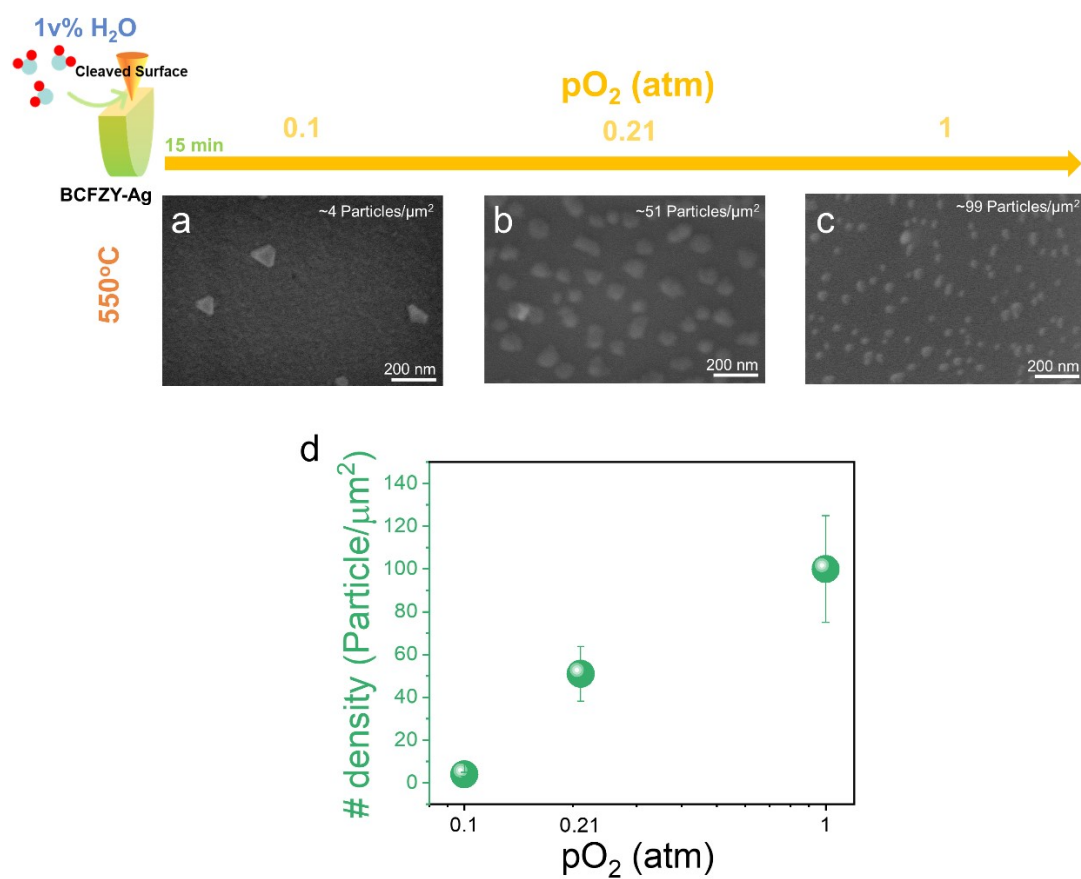 1v% H₂O
Cleaved Surface
BCFZY-Ag
15 min
pO₂ (atm)
0.1
0.21
1
550°C
a
~4 Particles/μm²
200 nm
b
~51 Particles/μm²
200 nm
c
~99 Particles/μm²
200 nm
d
# density (Particle/μm²)
140
120
100
80
60
40
20
0
0.1
0.21
1
pO₂ (atm)